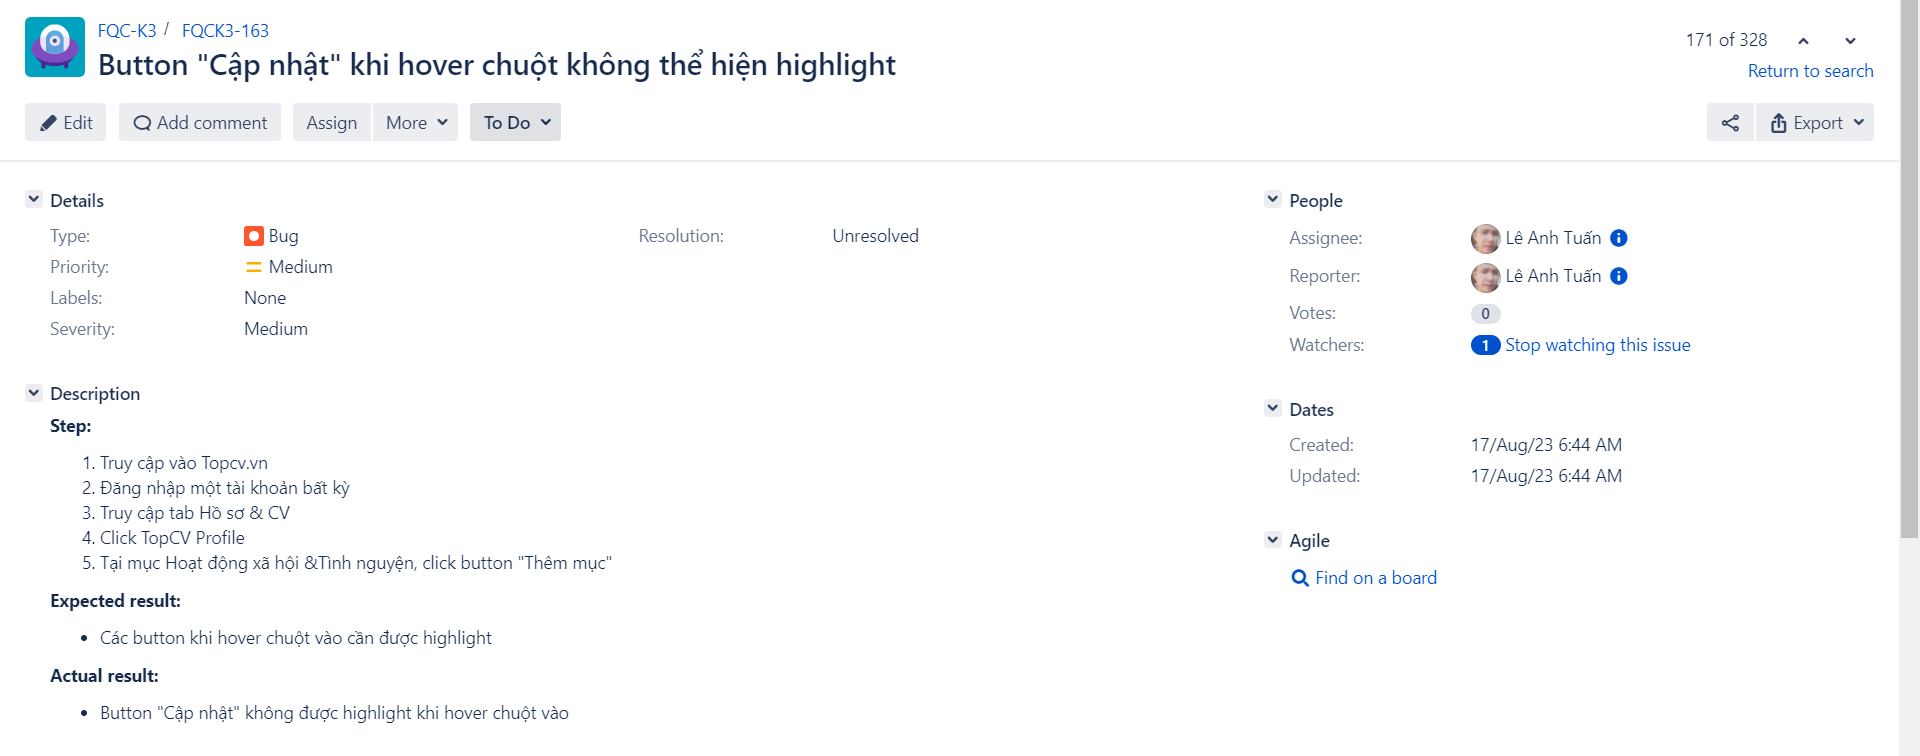 FQC-K3 / FQCK3-163
Button "Cập nhật" khi hover chuột không thể hiện highlight
171 of 328
Return to search
Edit Add comment Assign More To Do
Export
Details
Type: Bug Resolution: Unresolved
Priority: Medium
Labels: None
Severity: Medium
Description
Step:
1. Truy cập vào Topcv.vn
2. Đăng nhập một tài khoản bất kỳ
3. Truy cập tab Hồ sơ & CV
4. Click TopCV Profile
5. Tại mục Hoạt động xã hội &Tình nguyện, click button "Thêm mục"
Expected result:
• Các button khi hover chuột vào cần được highlight
Actual result:
• Button "Cập nhật" không được highlight khi hover chuột vào
People
Assignee: Lê Anh Tuấn
Reporter: Lê Anh Tuấn
Votes: 0
Watchers: 1 Stop watching this issue
Dates
Created: 17/Aug/23 6:44 AM
Updated: 17/Aug/23 6:44 AM
Agile
Find on a board